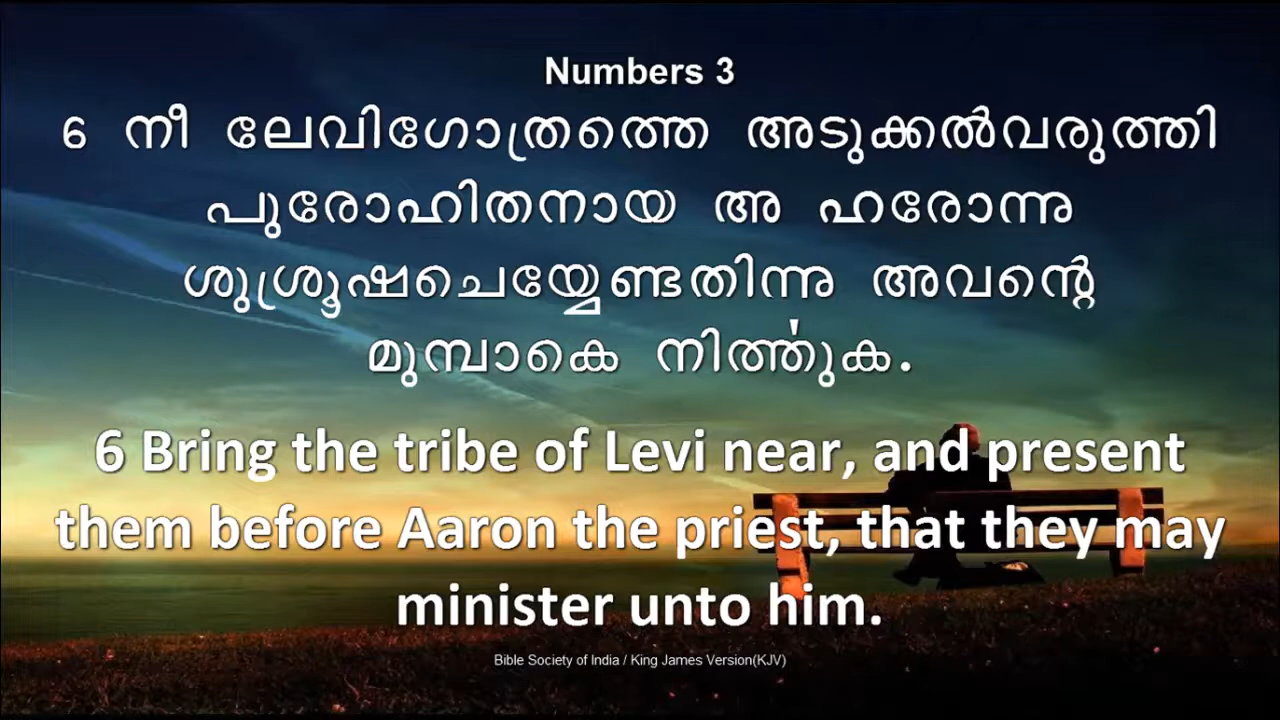 Numbers 3
6 നീ ലേവിഗോത്രത്തെ അടുക്കൽവരുത്തി
പുരോഹിതനായ അ ഹരോന്നു
ശുശ്രൂഷചെയ്യേണ്ടതിന്നു അവന്റെ
മുമ്പാകെ നിൎത്തുക.
6 Bring the tribe of Levi near, and present
them before Aaron the priest, that they may
minister unto him.
Bible Society of India / King James Version(KJV)